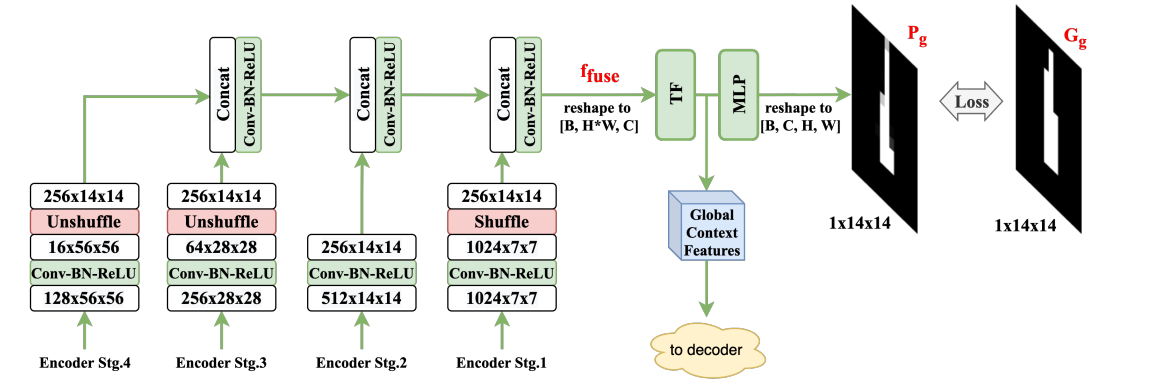 Concat
Conv-BN-ReLU
Concat
Conv-BN-ReLU
Concat
Conv-BN-ReLU
f_fuse
reshape to
[B, H*W, C]
TF
MLP
reshape to
[B, C, H, W]
P_g
G_g
Loss
1x14x14
1x14x14
256x14x14
Unshuffle
16x56x56
Conv-BN-ReLU
128x56x56
Encoder Stg.4
256x14x14
Unshuffle
64x28x28
Conv-BN-ReLU
256x28x28
Encoder Stg.3
256x14x14
Conv-BN-ReLU
512x14x14
Encoder Stg.2
256x14x14
Shuffle
1024x7x7
Conv-BN-ReLU
1024x7x7
Encoder Stg.1
Global
Context
Features
to decoder